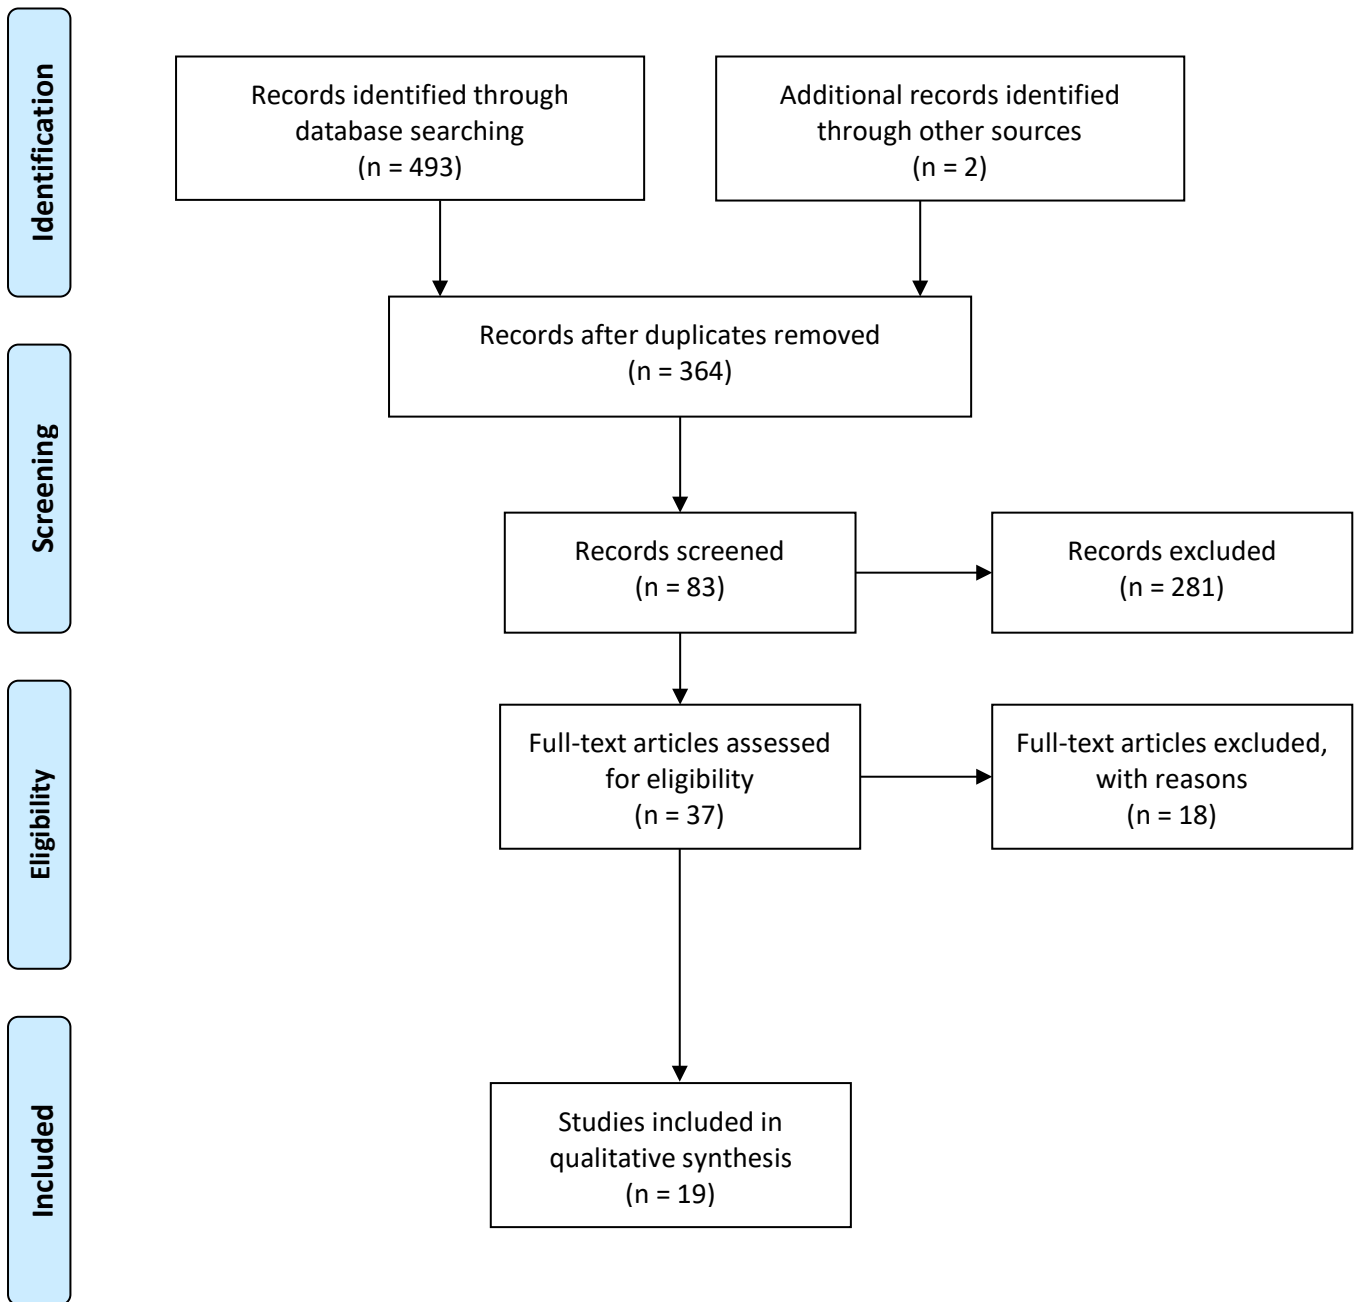 Identification
Records identified through
database searching
(n = 493)
Additional records identified
through other sources
(n = 2)
Records after duplicates removed
(n = 364)
Screening
Records screened
(n = 83)
Records excluded
(n = 281)
Eligibility
Full-text articles assessed
for eligibility
(n = 37)
Full-text articles excluded,
with reasons
(n = 18)
Included
Studies included in
qualitative synthesis
(n = 19)